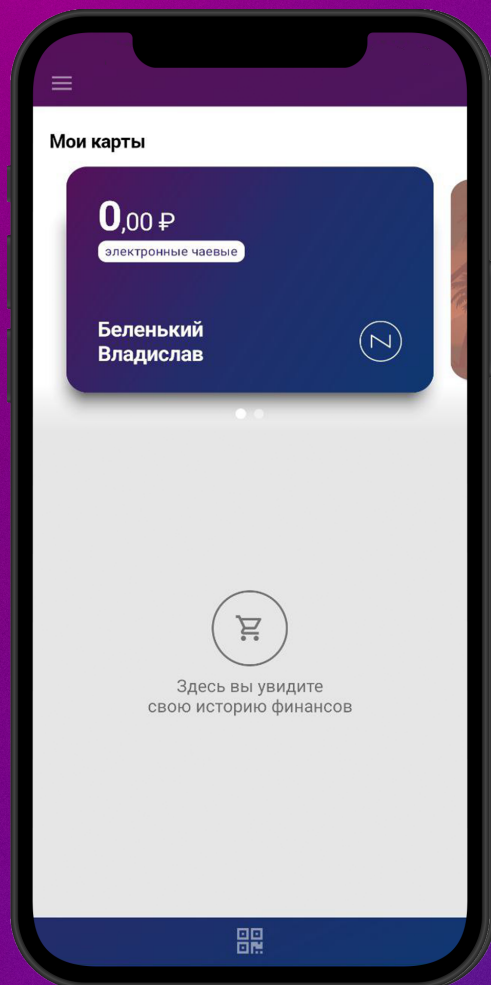 Мои карты
0,00 ₽
электронные чаевые
Беленький
Владислав
Здесь вы увидите
свою историю финансов